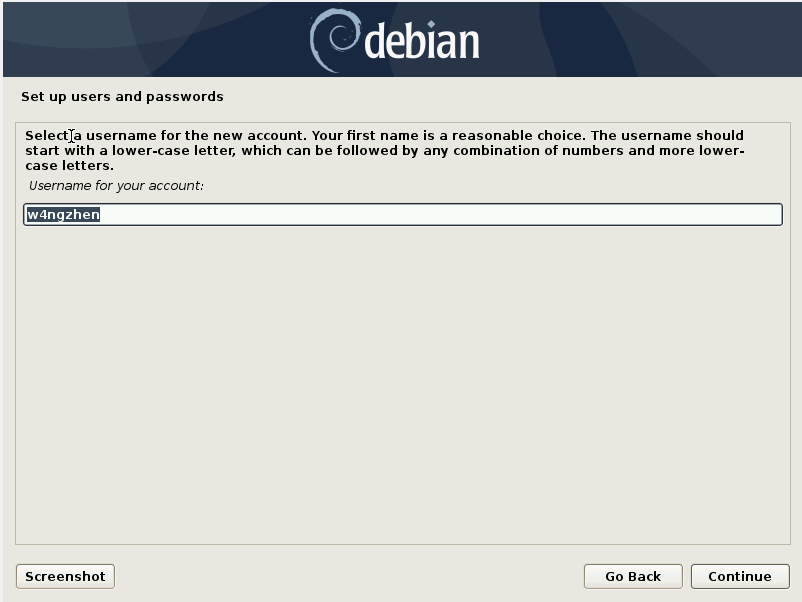 debian
Set up users and passwords
Select a username for the new account. Your first name is a reasonable choice. The username should
start with a lower-case letter, which can be followed by any combination of numbers and more lower-
case letters.
Username for your account:
w4ngzhen
Screenshot
Go Back
Continue